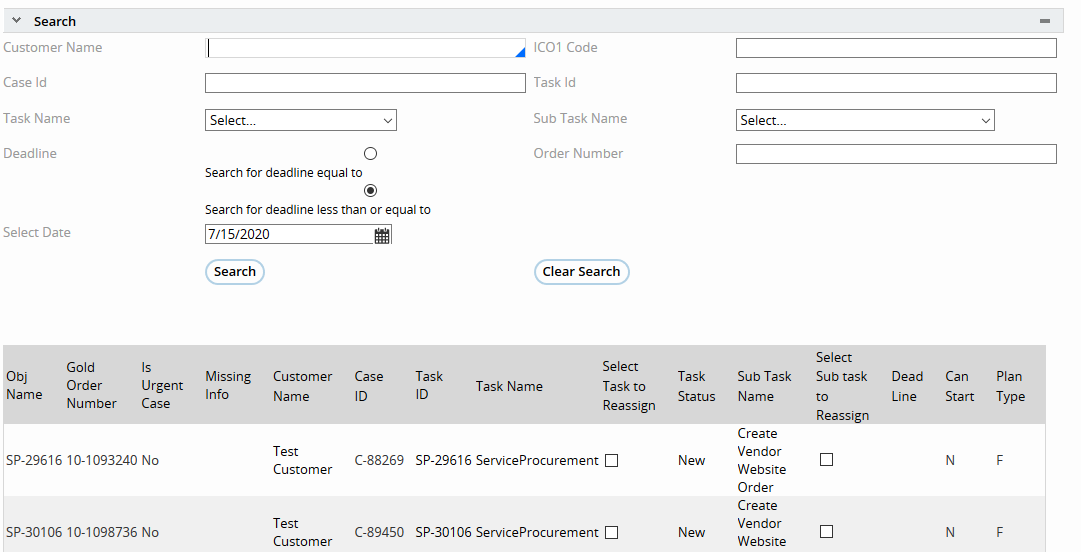 Search
Customer Name
ICO1 Code
Case Id
Task Id
Task Name
Select...
Sub Task Name
Select...
Deadline
Order Number
Search for deadline equal to
Search for deadline less than or equal to
Select Date
7/15/2020
Search
Clear Search
Obj Name
Gold Order Number
Is Urgent Case
Missing Info
Customer Name
Case ID
Task ID
Task Name
Select Task to Reassign
Task Status
Sub Task Name
Select Sub task to Reassign
Dead Line
Can Start
Plan Type
SP-29616 10-1093240 No Test Customer C-88269 SP-29616 ServiceProcurement New Create Vendor Website Order N F
SP-30106 10-1098736 No Test Customer C-89450 SP-30106 ServiceProcurement New Create Vendor Website N F